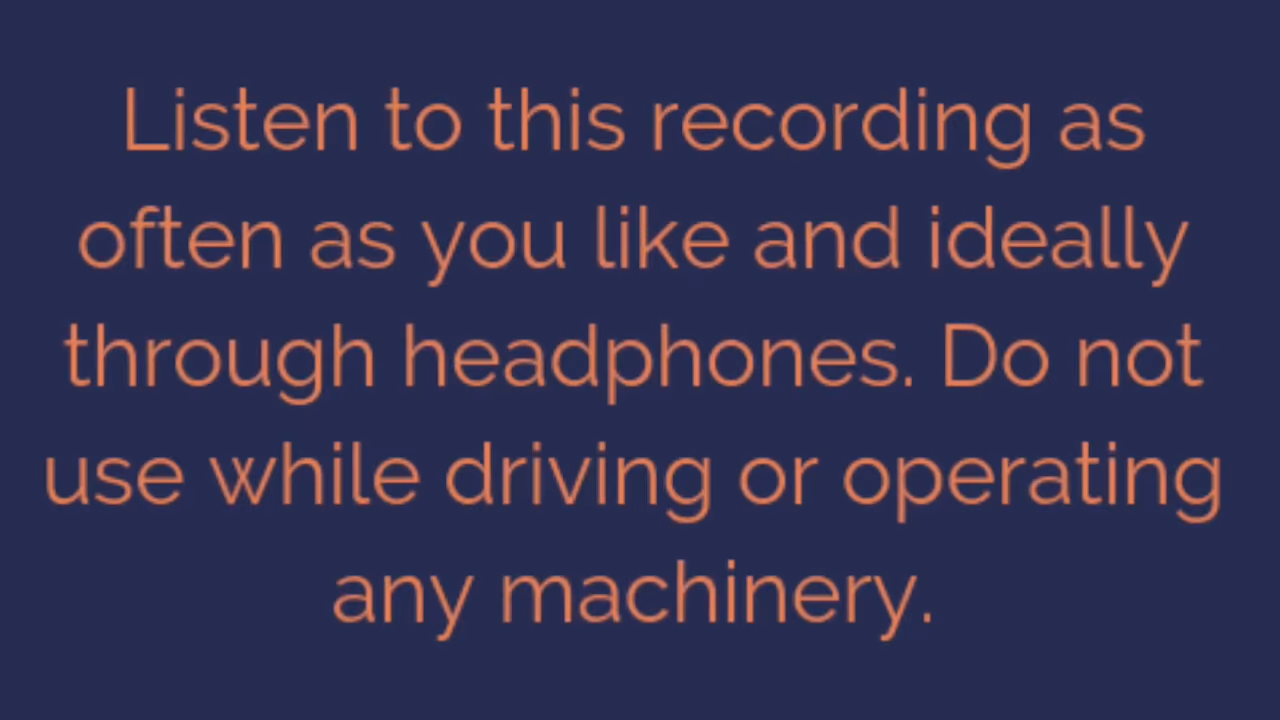 Listen to this recording as
often as you like and ideally
through headphones. Do not
use while driving or operating
any machinery.